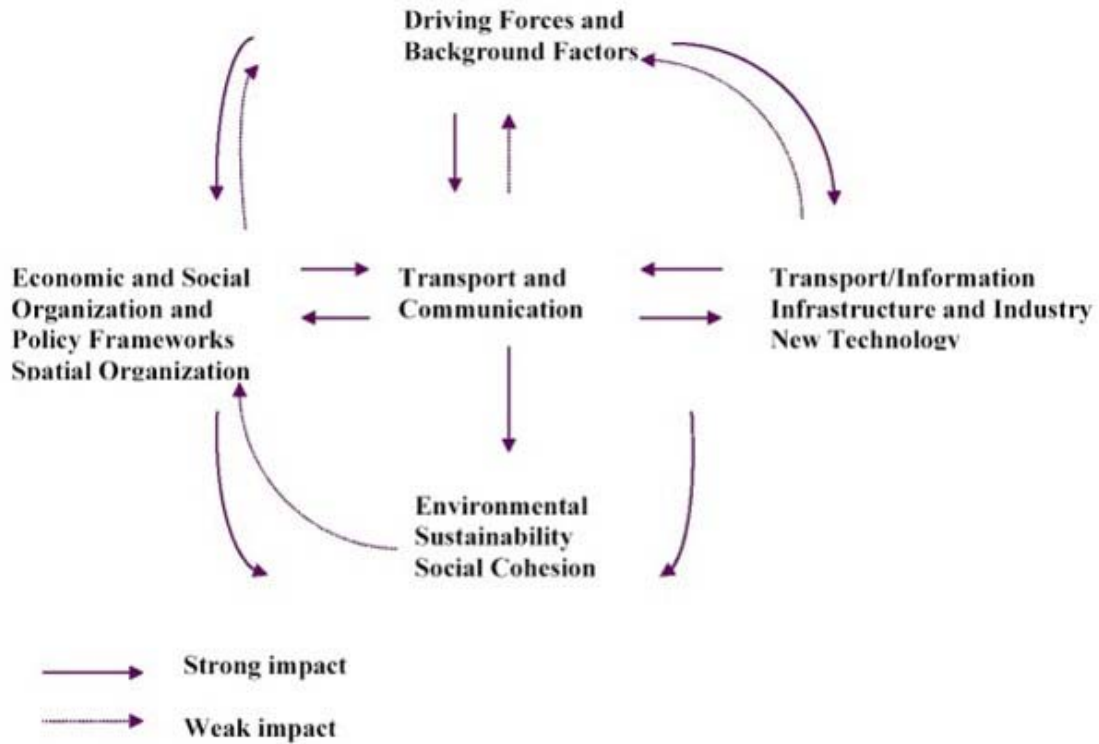 Driving Forces and
Background Factors
Economic and Social
Organization and
Policy Frameworks
Spatial Organization
Transport and
Communication
Transport/Information
Infrastructure and Industry
New Technology
Environmental
Sustainability
Social Cohesion
Strong impact
Weak impact